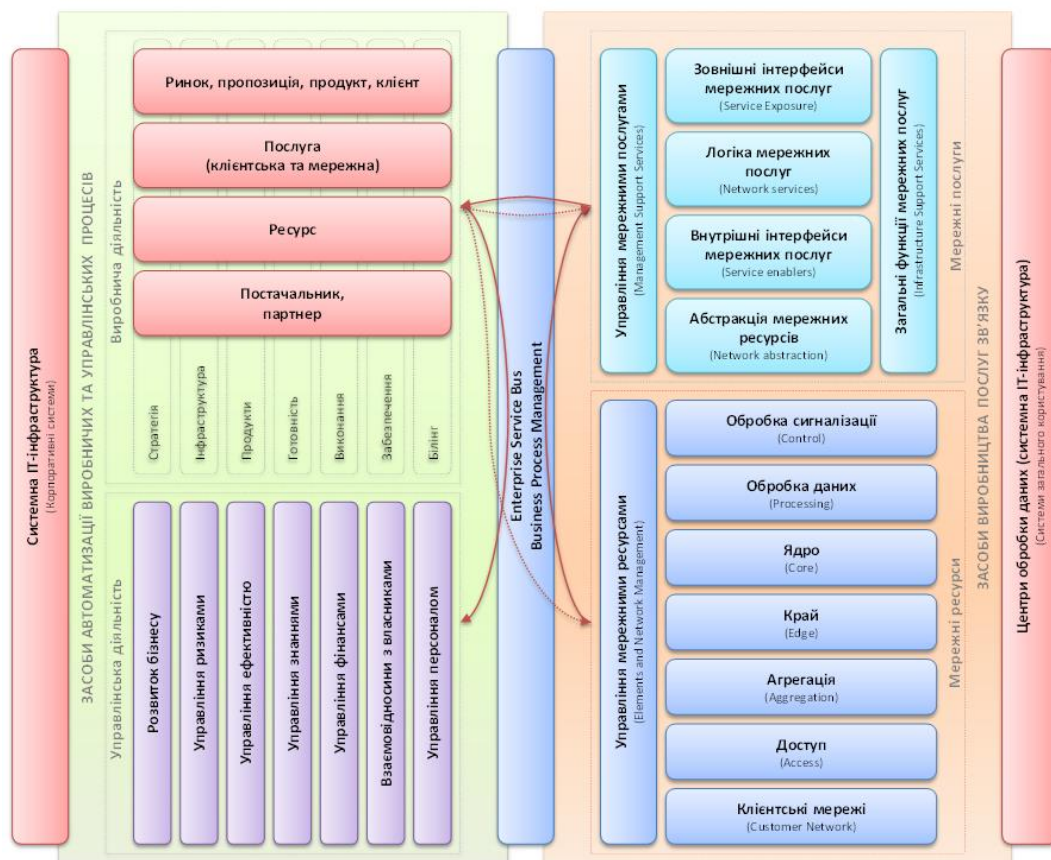 Системна ІТ-інфраструктура
(Корпоративні системи)
ЗАСОБИ АВТОМАТИЗАЦІЇ ВИРОБНИЧИХ ТА УПРАВЛІНСЬКИХ ПРОЦЕСІВ
Виробнича діяльність
Ринок, пропозиція, продукт, клієнт
Послуга
(клієнтська та мережна)
Ресурс
Постачальник,
партнер
Стратегія
Інфраструктура
Продукти
Готовність
Виконання
Забезпечення
Білінг
Управлінська діяльність
Розвиток бізнесу
Управління ризиками
Управління ефективністю
Управління знаннями
Управління фінансами
Взаємовідносини з власниками
Управління персоналом
Enterprise Service Bus
Business Process Management
Управління мережними послугами
(Management Support Services)
Зовнішні інтерфейси
мережних послуг
(Service Exposure)
Логіка мережних
послуг
(Network services)
Внутрішні інтерфейси
мережних послуг
(Service enablers)
Абстракція мережних
ресурсів
(Network abstraction)
Загальні функції мережних послуг
(Infrastructure Support Services)
Мережні послуги
Управління мережними ресурсами
(Elements and Network Management)
Обробка сигналізації
(Control)
Обробка даних
(Processing)
Ядро
(Core)
Край
(Edge)
Агрегація
(Aggregation)
Доступ
(Access)
Клієнтські мережі
(Customer Network)
Мережні ресурси
ЗАСОБИ ВИРОБНИЦТВА ПОСЛУГ ЗВ'ЯЗКУ
Центри обробки даних (системна ІТ-інфраструктура)
(Системи загального користування)